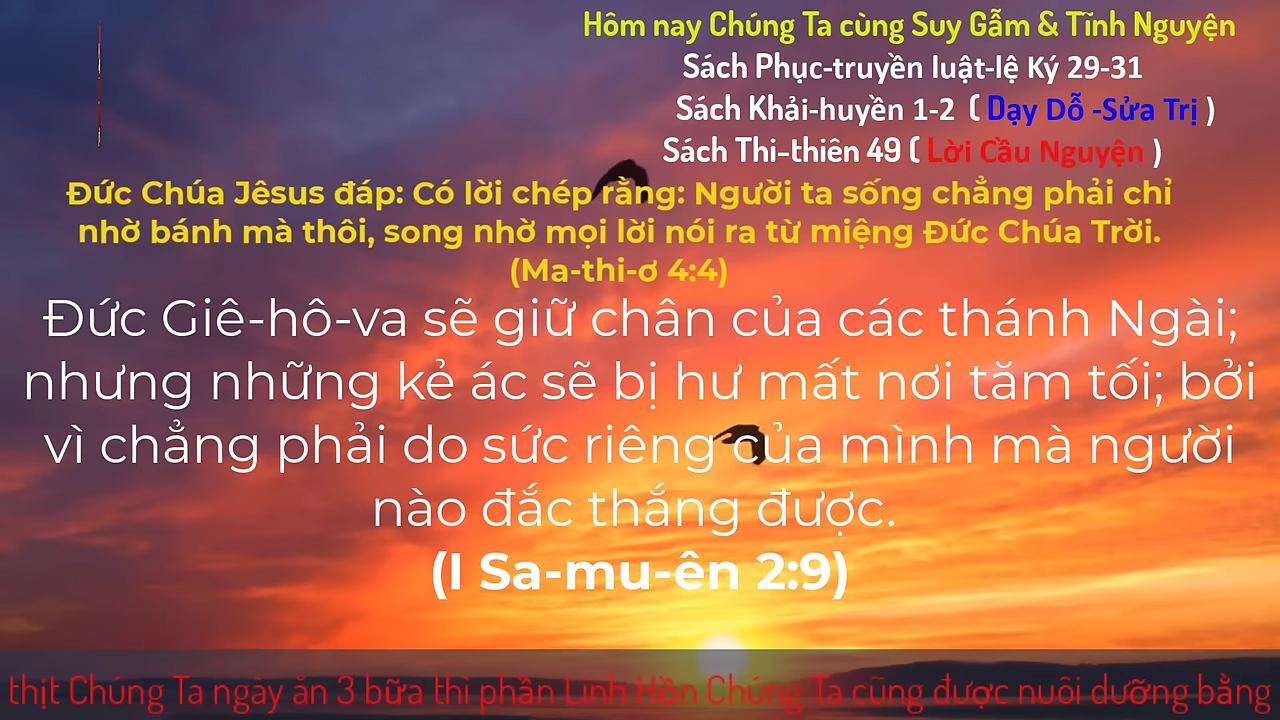 Hôm nay Chúng Ta cùng Suy Gẫm & Tĩnh Nguyện
Sách Phục-truyền luật-lệ Ký 29-31
Sách Khải-huyền 1-2 ( Dạy Dỗ -Sửa Trị )
Sách Thi-thiên 49 ( Lời Cầu Nguyện )
Đức Chúa Jêsus đáp: Có lời chép rằng: Người ta sống chẳng phải chỉ
nhờ bánh mà thôi, song nhờ mọi lời nói ra từ miệng Đức Chúa Trời.
(Ma-thi-ơ 4:4)
Đức Giê-hô-va sẽ giữ chân của các thánh Ngài;
nhưng những kẻ ác sẽ bị hư mất nơi tăm tối; bởi
vì chẳng phải do sức riêng của mình mà người
nào đắc thắng được.
(I Sa-mu-ên 2:9)
thịt Chúng Ta ngày ăn 3 bữa thì phần Linh Hồn Chúng Ta cũng được nuôi dưỡng bằng